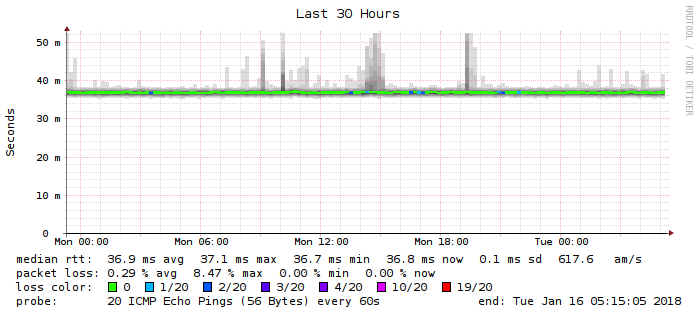 Last 30 Hours
RRDTOOL / TOBI OETIKER
Seconds
50 m
40 m
30 m
20 m
10 m
0
Mon 00:00 Mon 06:00 Mon 12:00 Mon 18:00 Tue 00:00
median rtt: 36.9 ms avg 37.1 ms max 36.7 ms min 36.8 ms now 0.1 ms sd 617.6 am/s
packet loss: 0.29 % avg 8.47 % max 0.00 % min 0.00 % now
loss color: 0 1/20 2/20 3/20 4/20 10/20 19/20
probe: 20 ICMP Echo Pings (56 Bytes) every 60s end: Tue Jan 16 05:15:05 2018